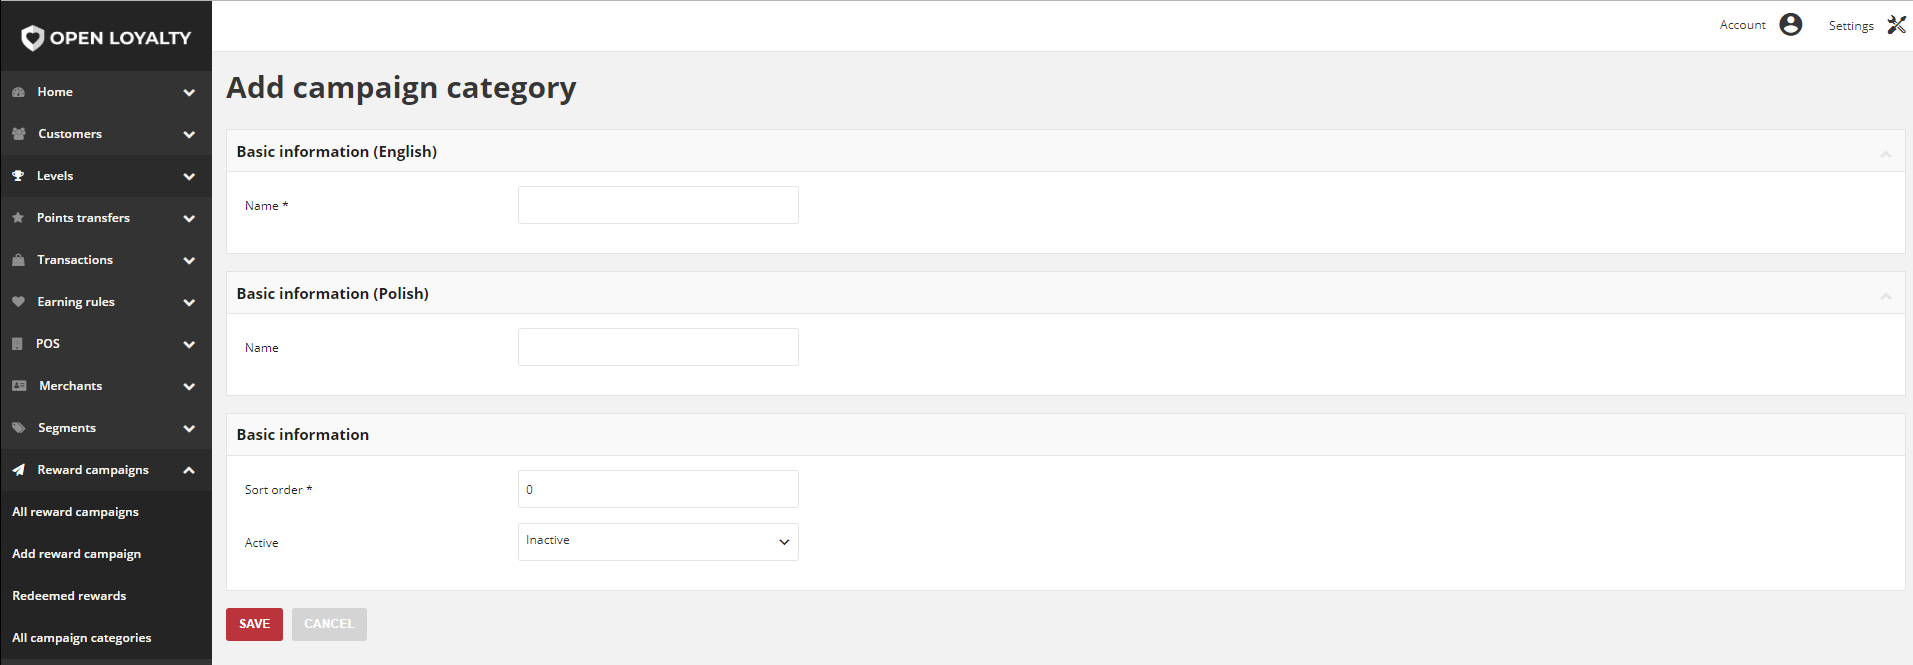 OPEN LOYALTY
Account
Settings
Home
Customers
Levels
Points transfers
Transactions
Earning rules
POS
Merchants
Segments
Reward campaigns
All reward campaigns
Add reward campaign
Redeemed rewards
All campaign categories
Add campaign category
Basic information (English)
Name *
Basic information (Polish)
Name
Basic information
Sort order *
0
Active
Inactive
SAVE
CANCEL